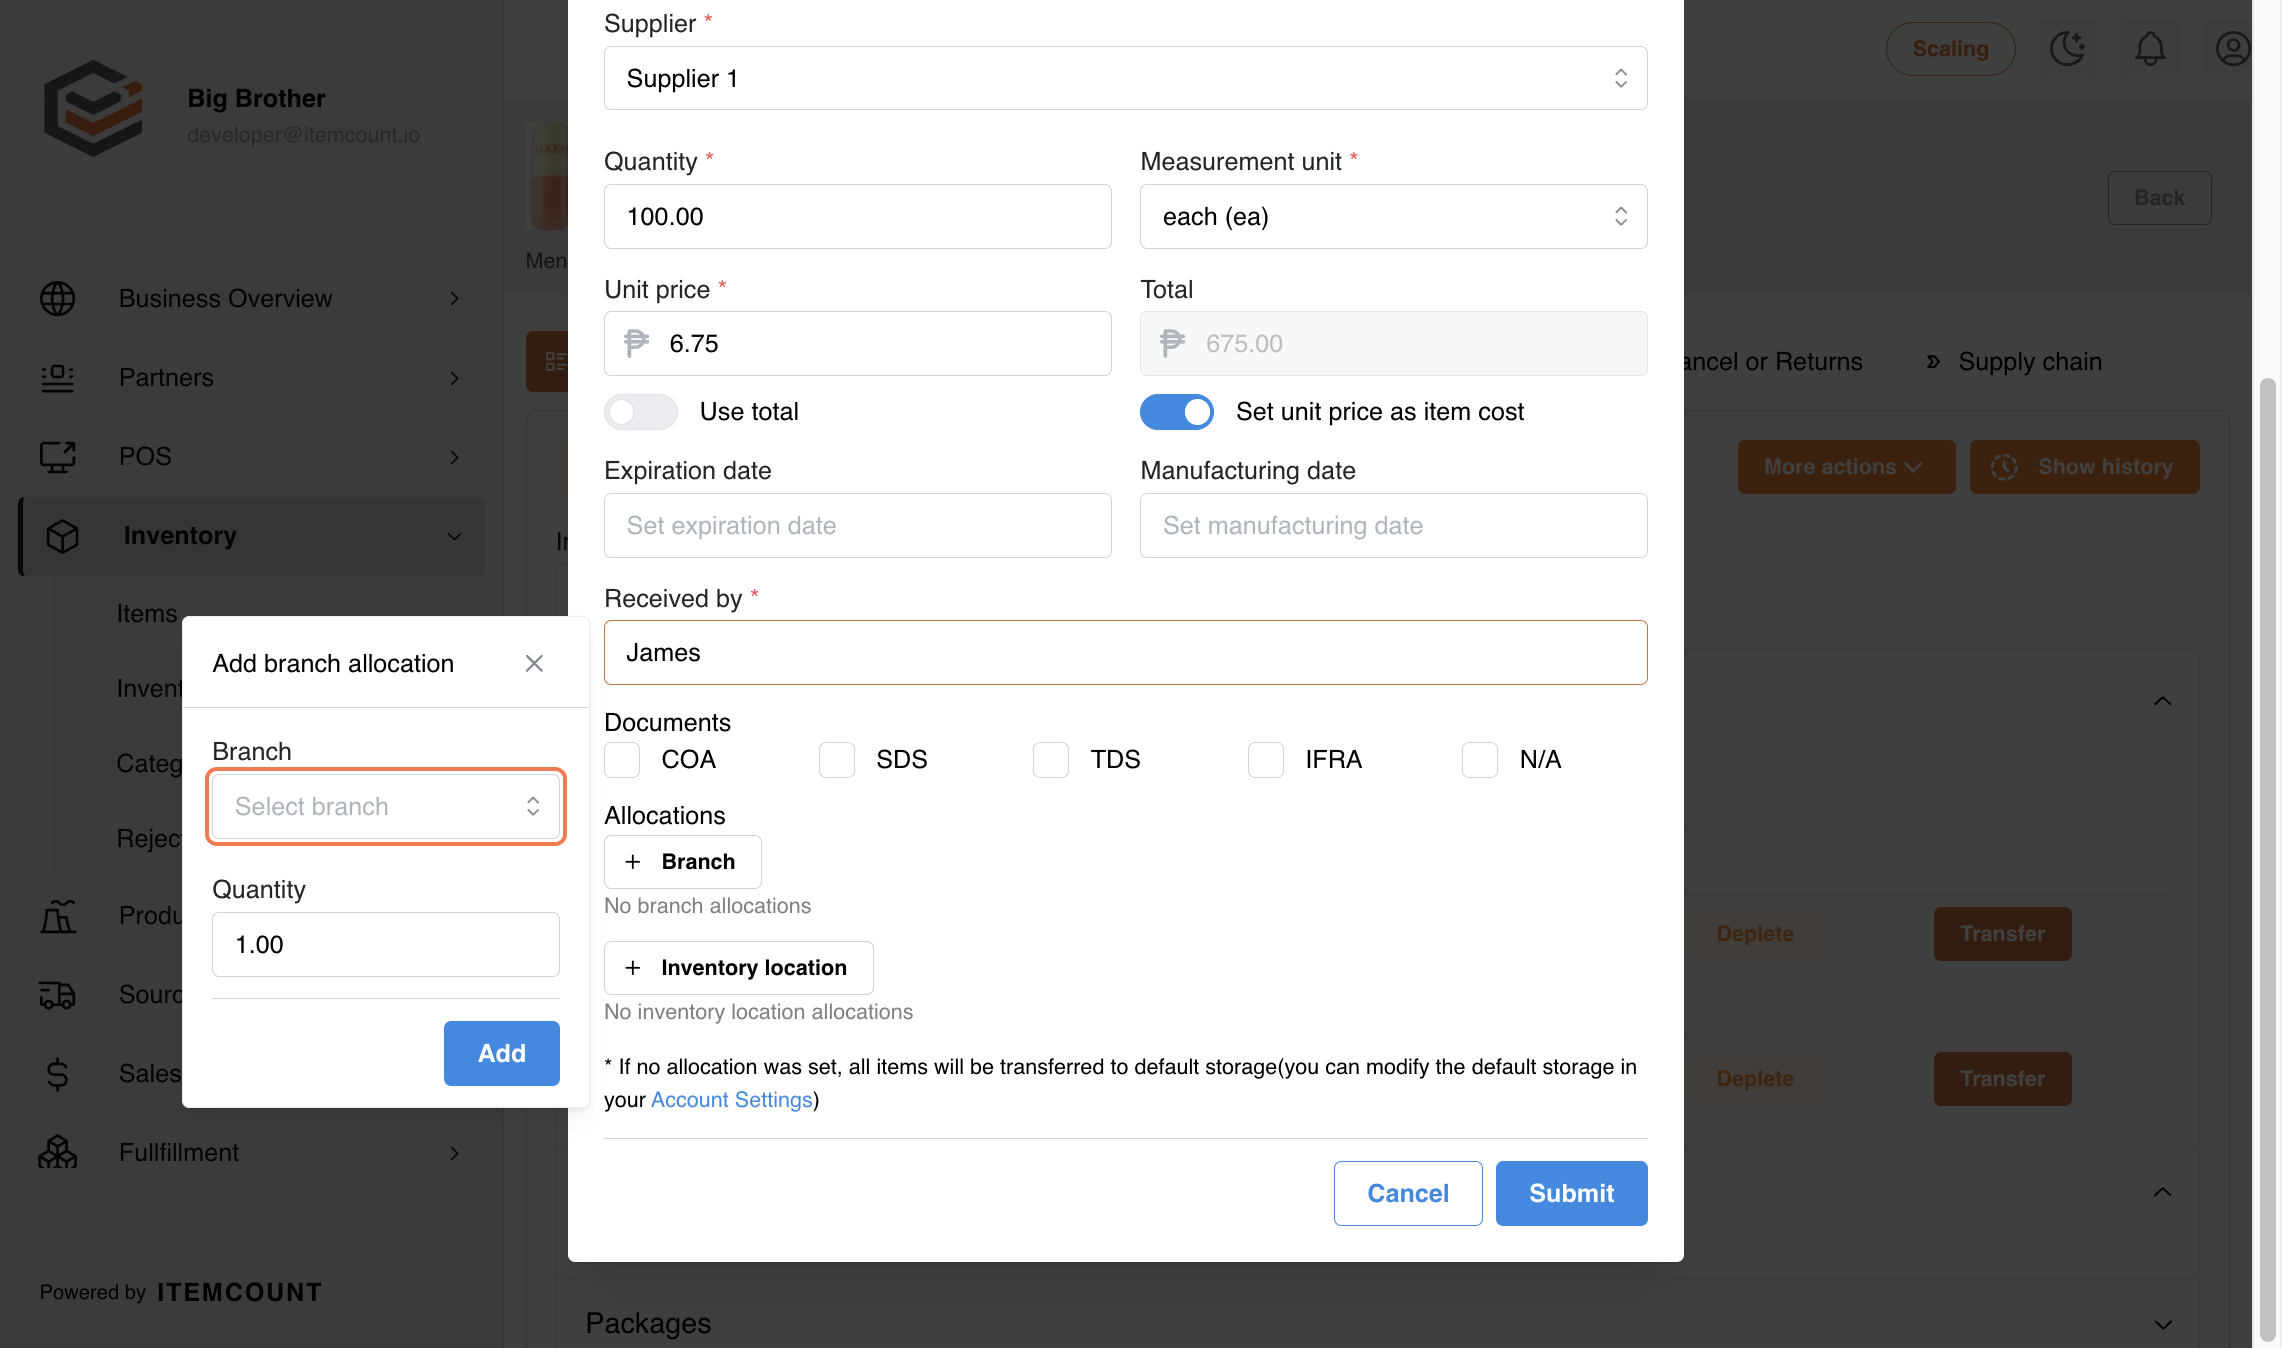 Big Brother
developer@itemcount.io
Business Overview
Partners
POS
Inventory
Items
Invent
Categ
Reject
Produ
Sourc
Sales
Fullfillment
Powered by ITEMCOUNT
Add branch allocation
Branch
Select branch
Quantity
1.00
Add
Supplier *
Supplier 1
Quantity *
100.00
Measurement unit *
each (ea)
Unit price *
₱ 6.75
Total
₱ 675.00
Use total
Set unit price as item cost
Expiration date
Set expiration date
Manufacturing date
Set manufacturing date
Received by *
James
Documents
COA
SDS
TDS
IFRA
N/A
Allocations
+ Branch
No branch allocations
+ Inventory location
No inventory location allocations
* If no allocation was set, all items will be transferred to default storage(you can modify the default storage in
your Account Settings)
Cancel
Submit
Scaling
Back
Men
ancel or Returns
Supply chain
More actions
Show history
Deplete
Transfer
Deplete
Transfer
Packages